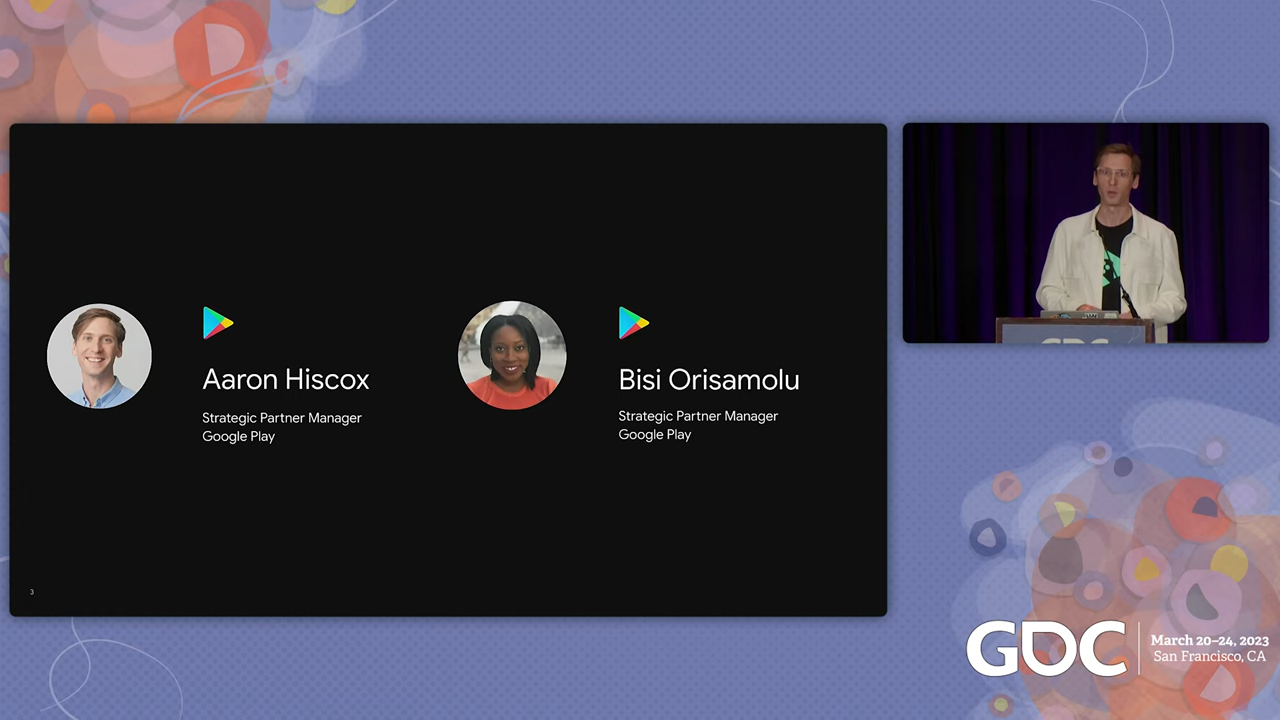 Aaron Hiscox
Strategic Partner Manager
Google Play
Bisi Orisamolu
Strategic Partner Manager
Google Play
3
GDC
GDC
March 20–24, 2023
San Francisco, CA